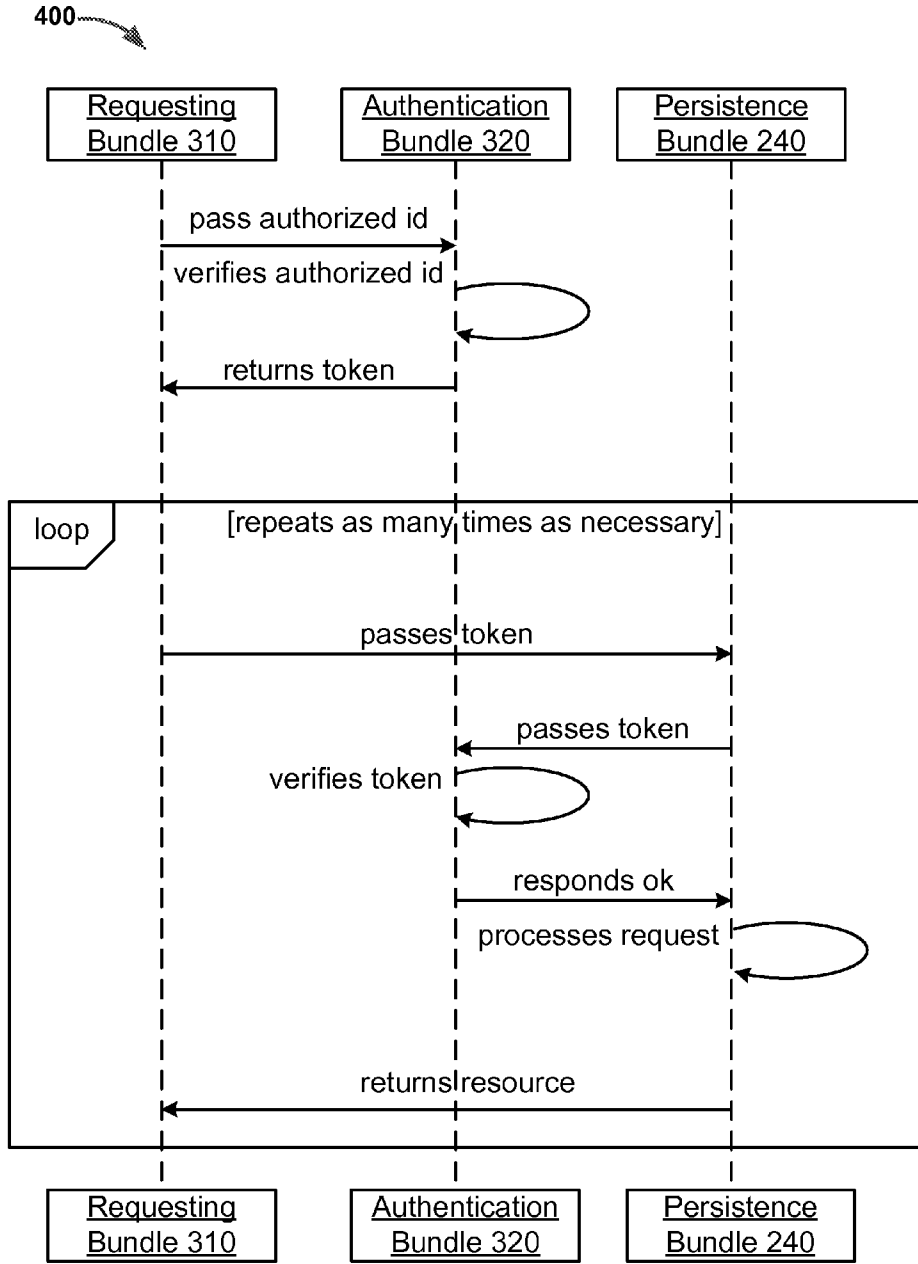 400
Requesting
Bundle 310
Authentication
Bundle 320
Persistence
Bundle 240
pass authorized id
verifies authorized id
returns token
loop
[repeats as many times as necessary]
passes token
passes token
verifies token
responds ok
processes request
returns resource
Requesting
Bundle 310
Authentication
Bundle 320
Persistence
Bundle 240